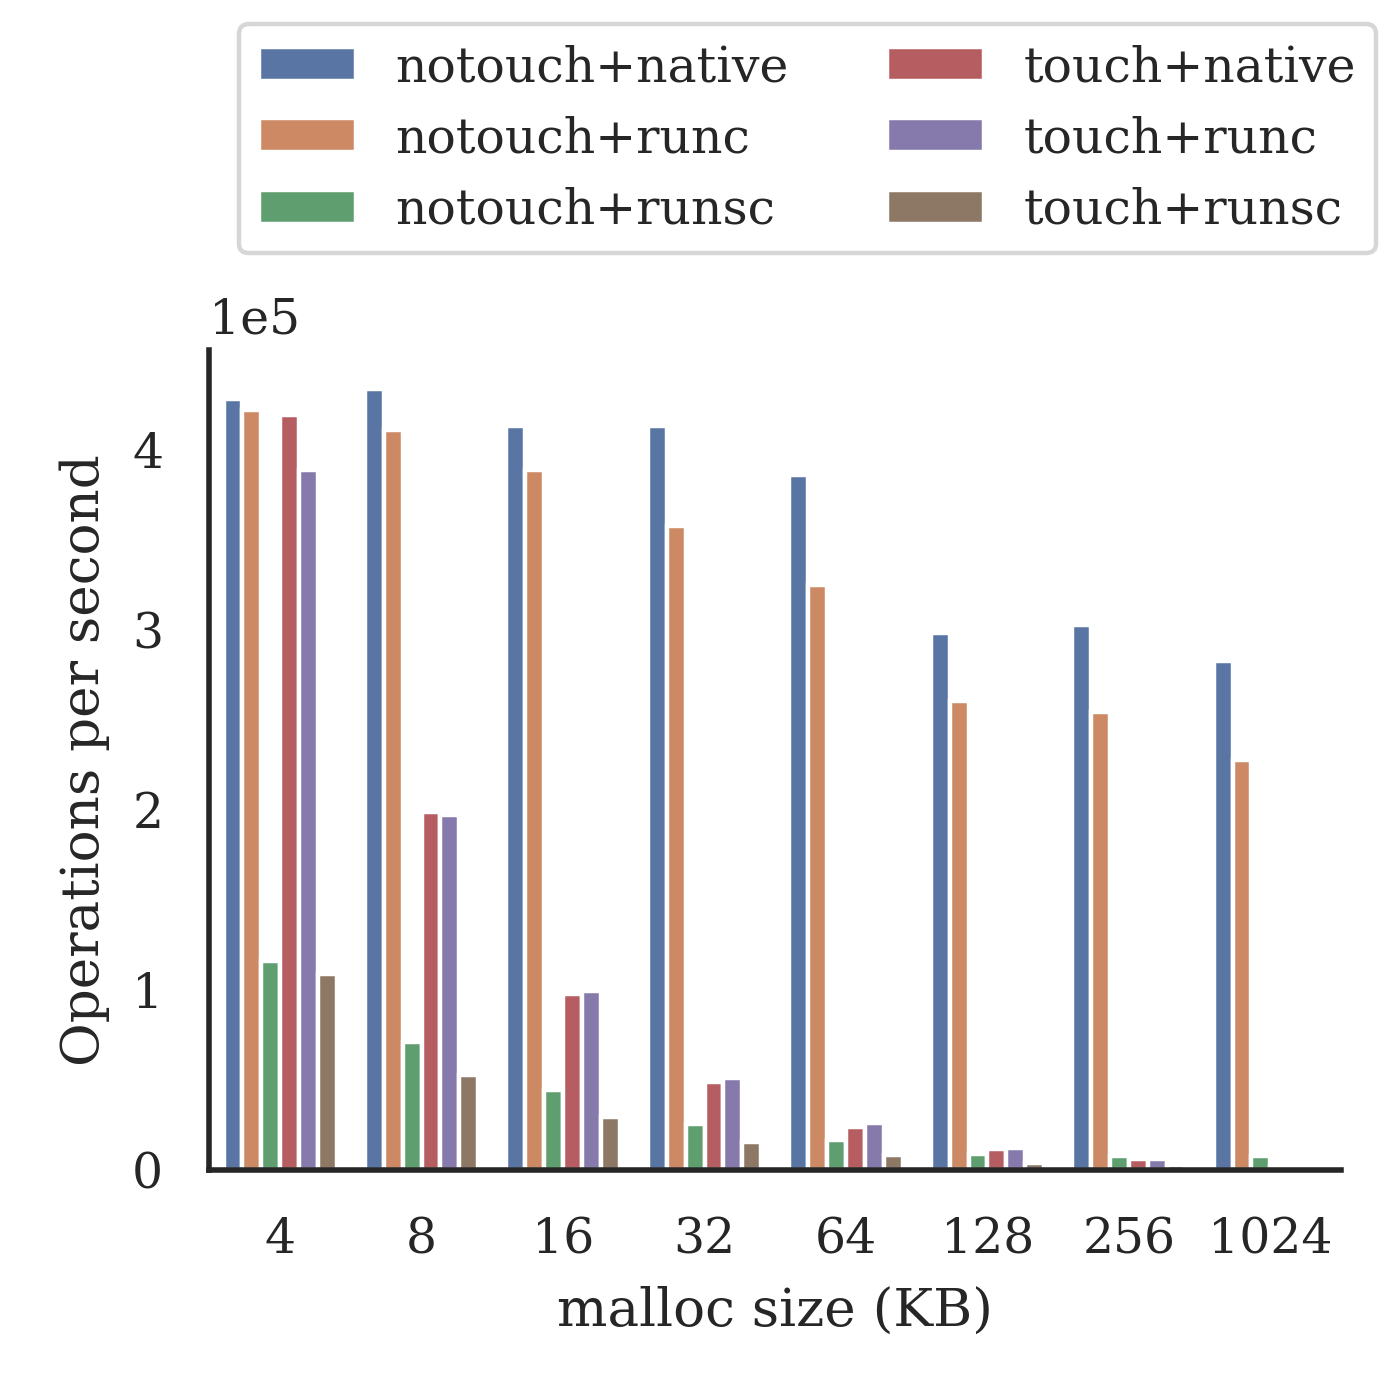 notouch+native
touch+native
notouch+runc
touch+runc
notouch+runsc
touch+runsc
1e5
4
3
2
1
0
Operations per second
4 8 16 32 64 128 256 1024
malloc size (KB)